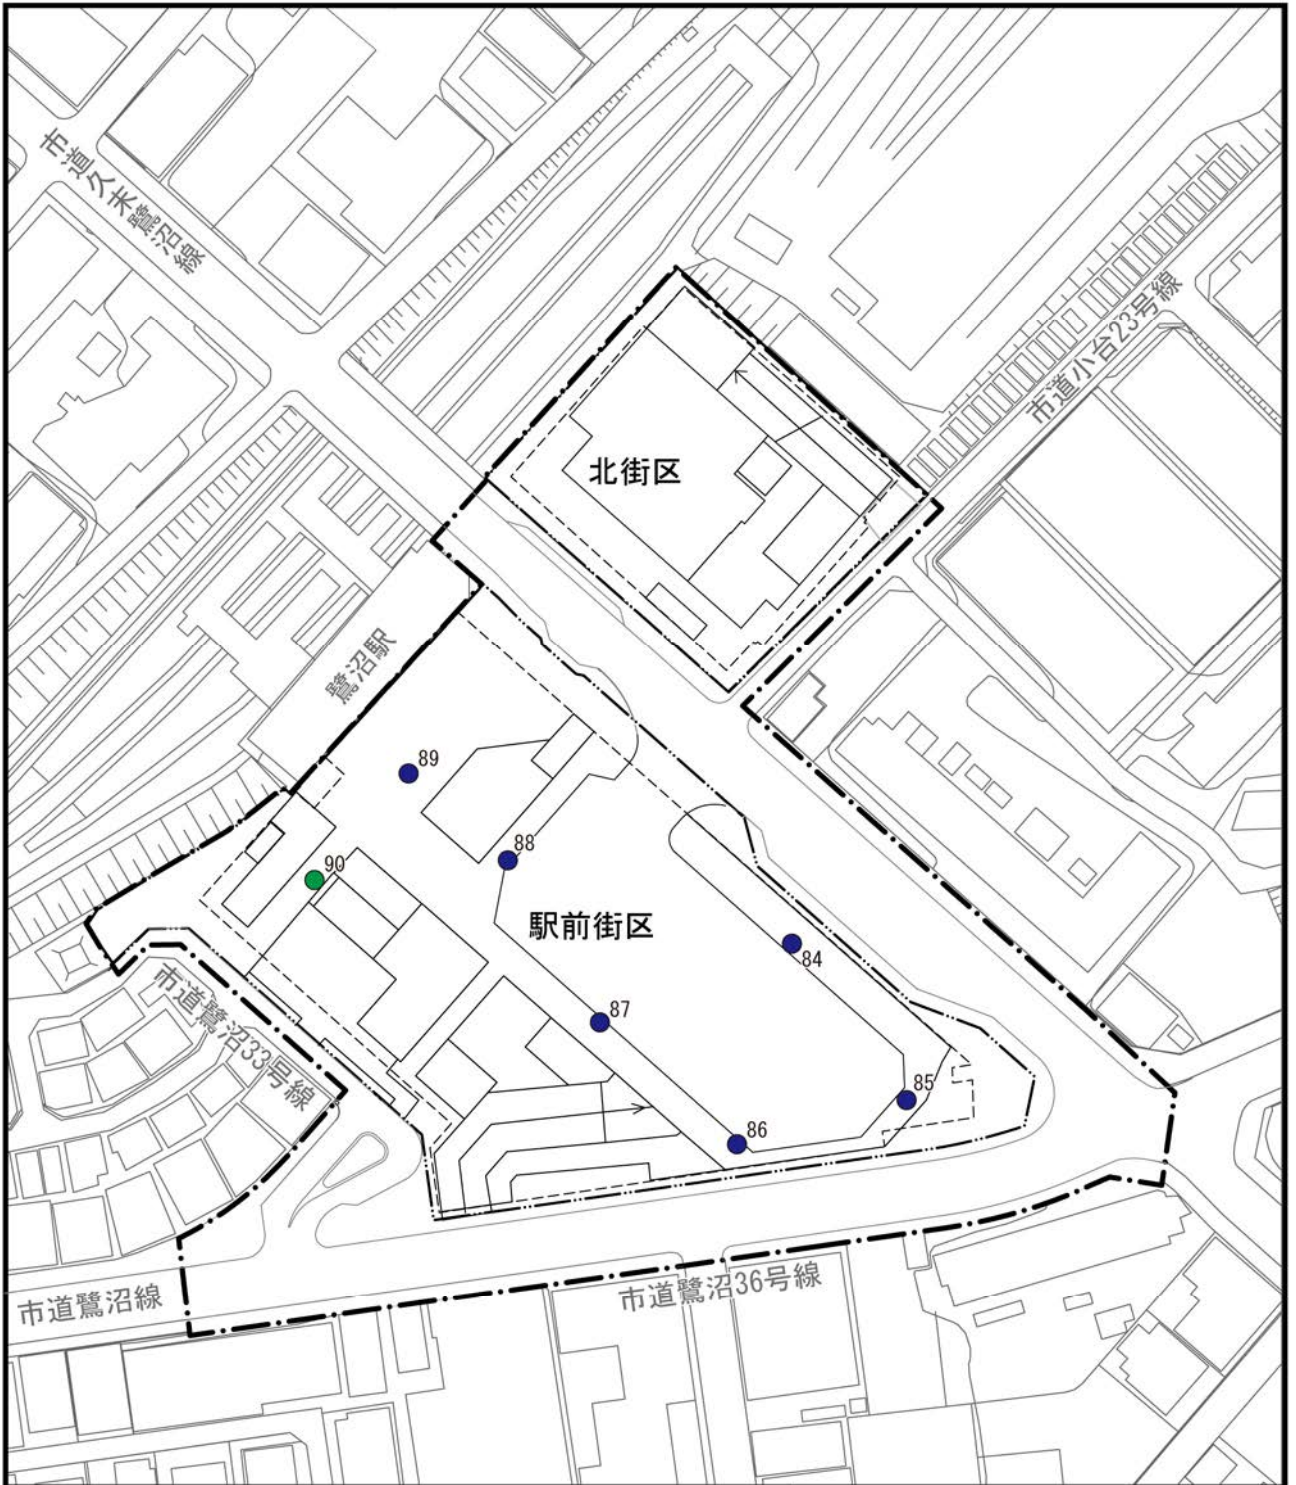 市道久末鷺沼線
市道小台23号線
北街区
鷺沼駅
89
88
90
駅前街区
84
87
市道鷺沼33号線
85
86
市道鷺沼36号線
市道鷺沼線